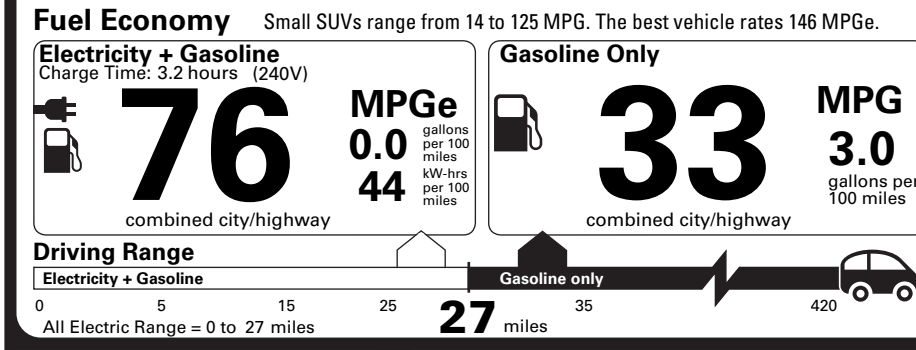 Fuel Economy Small SUVs range from 14 to 125 MPG. The best vehicle rates 146 MPGe.
Electricity + Gasoline
Charge Time: 3.2 hours (240V)
76
MPGe
0.0 gallons
per 100
miles
44 kW-hrs
per 100
miles
combined city/highway
Gasoline Only
33
MPG
3.0
gallons per
100 miles
combined city/highway
Driving Range
Electricity + Gasoline Gasoline only
0 5 15 25 27 miles 35 420
All Electric Range = 0 to 27 miles